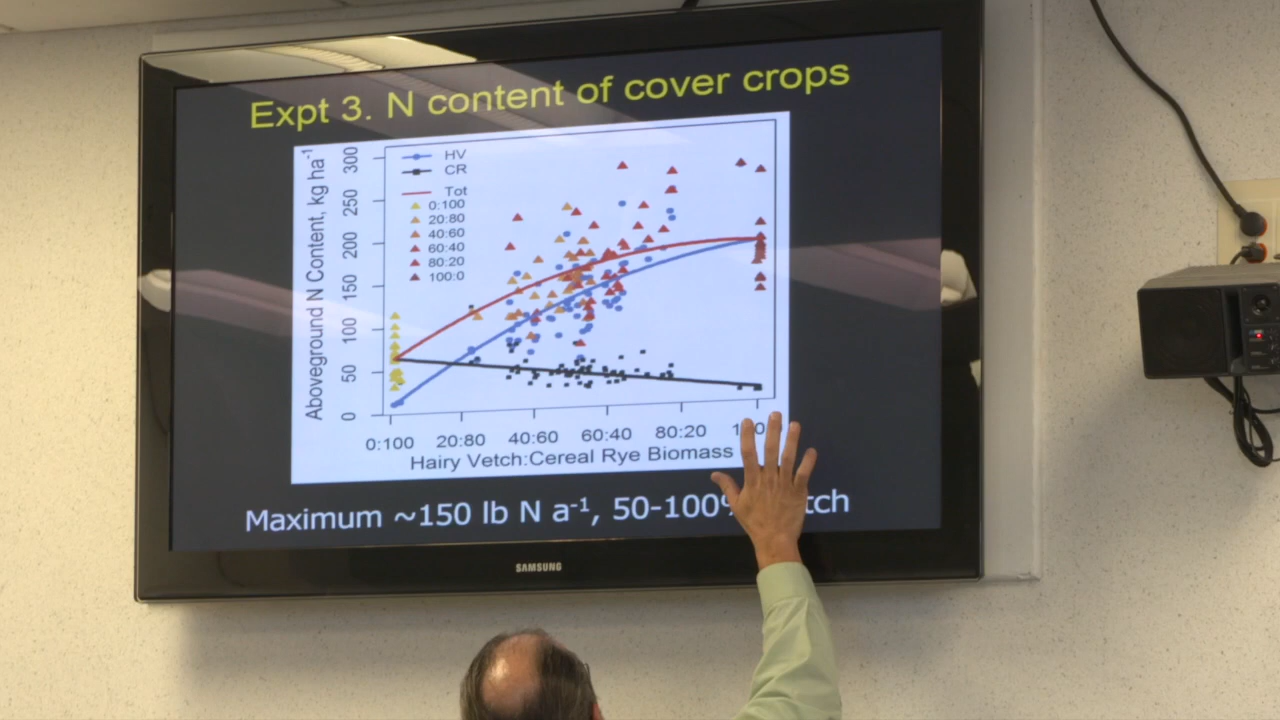 Expt 3. N content of cover crops
Aboveground N Content, kg ha-1
300
250
200
150
100
50
0
HV
CR
Tot
0:100
20:80
40:60
60:40
80:20
100:0
0:100 20:80 40:60 60:40 80:20
Hairy Vetch:Cereal Rye Biomass
Maximum ~150 lb N a-1, 50-100%
SAMSUNG